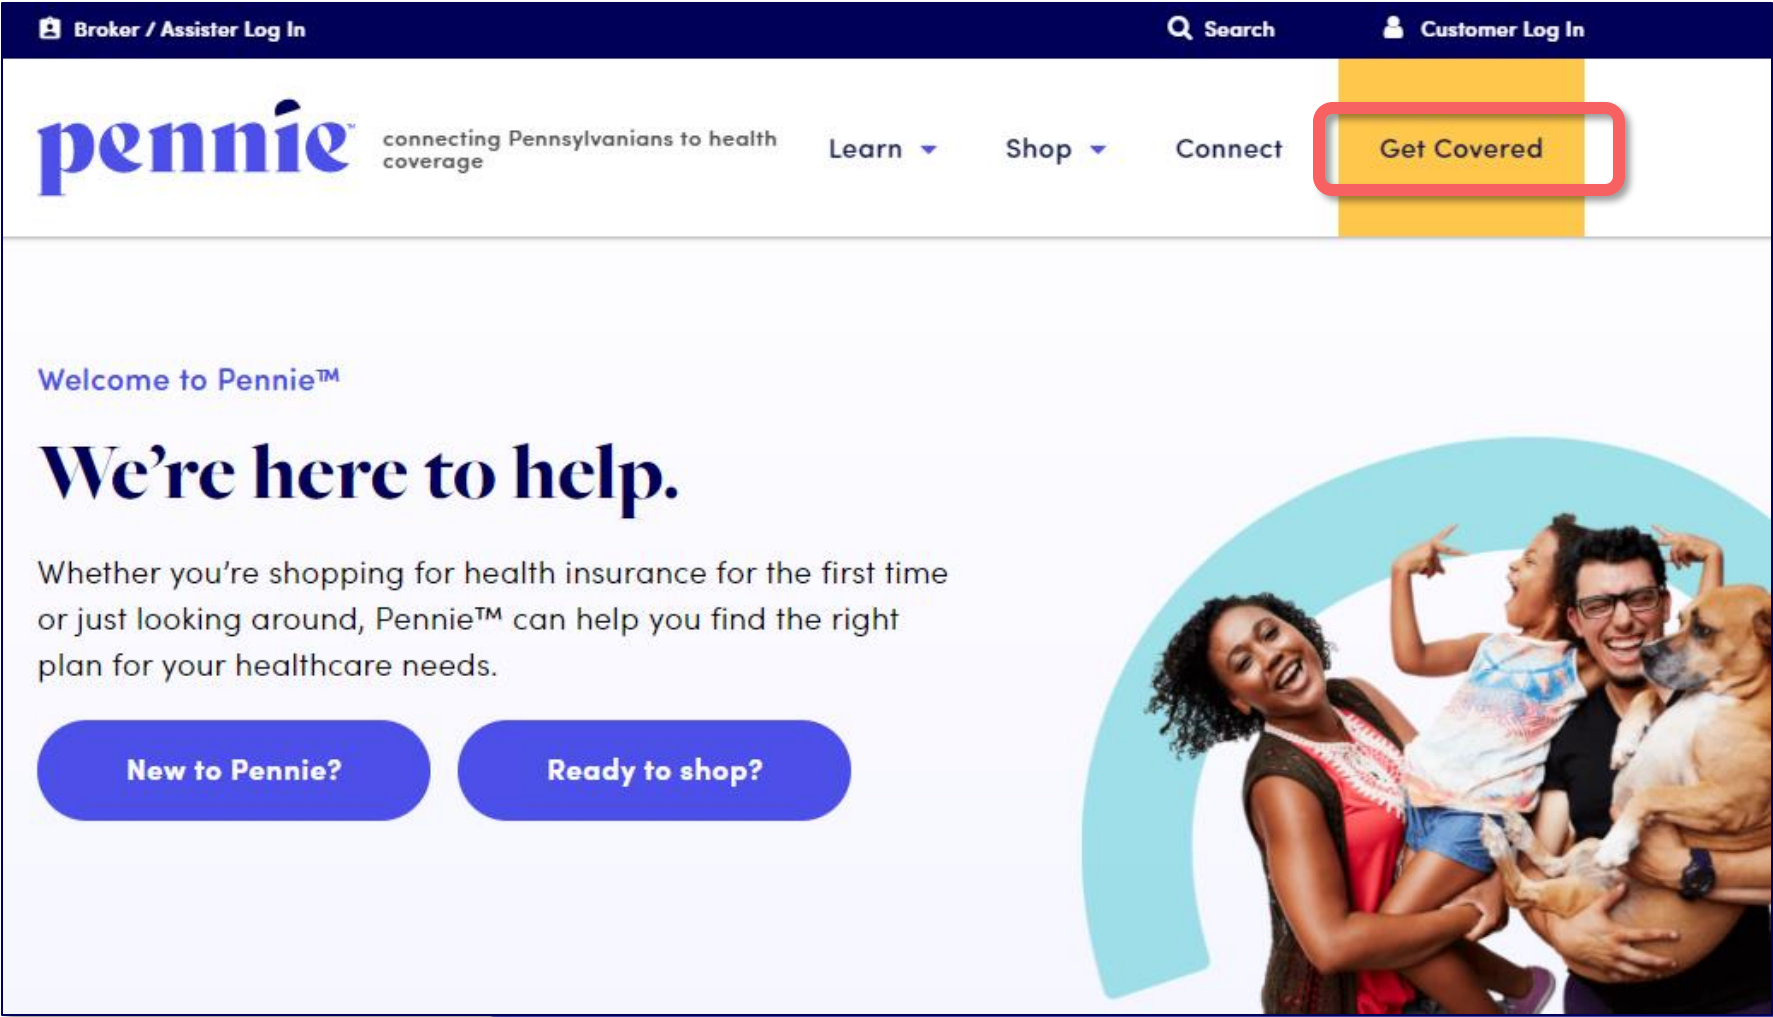 Broker / Assister Log In
Search
Customer Log In
pennie™
connecting Pennsylvanians to health
coverage
Learn
Shop
Connect
Get Covered
Welcome to Pennie™
We're here to help.
Whether you're shopping for health insurance for the first time
or just looking around, Pennie™ can help you find the right
plan for your healthcare needs.
New to Pennie?
Ready to shop?